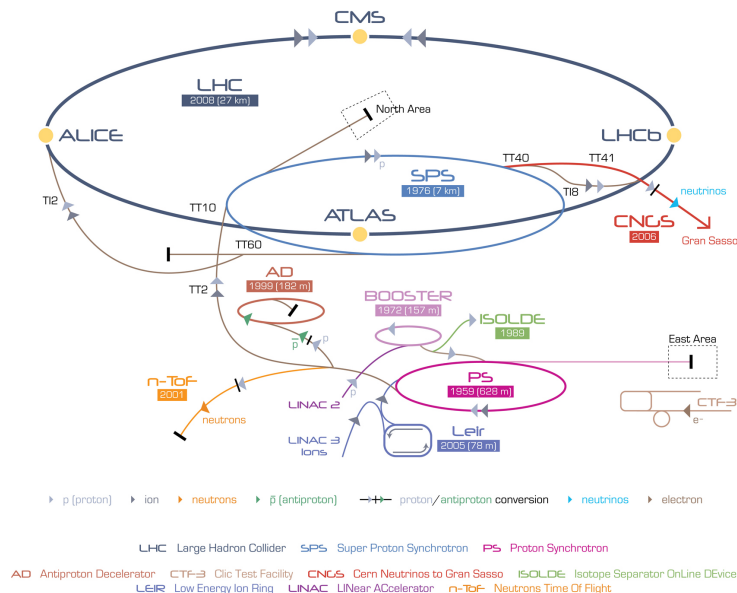 CMS
LHC
2008 (27 km)
North Area
ALICE
LHCb
TT40
TT41
p
SPS
1976 (7 km)
TI8
neutrinos
TI2
TT10
CNGS
2006
Gran Sasso
ATLAS
TT60
AD
1999 (182 m)
TT2
BOOSTER
1972 (157 m)
ISOLDE
1989
p̅
p
East Area
n-ToF
2001
PS
1959 (628 m)
p
LINAC 2
neutrons
CTF-3
e-
LINAC 3
Ions
Leir
2005 (78 m)
p (proton)
ion
neutrons
p̅ (antiproton)
proton/antiproton conversion
neutrinos
electron
LHC Large Hadron Collider SPS Super Proton Synchrotron PS Proton Synchrotron
AD Antiproton Decelerator CTF-3 Clic Test Facility CNGS Cern Neutrinos to Gran Sasso ISOLDE Isotope Separator OnLine DEvice
LEIR Low Energy Ion Ring LINAC LINear ACcelerator n-ToF Neutrons Time Of Flight